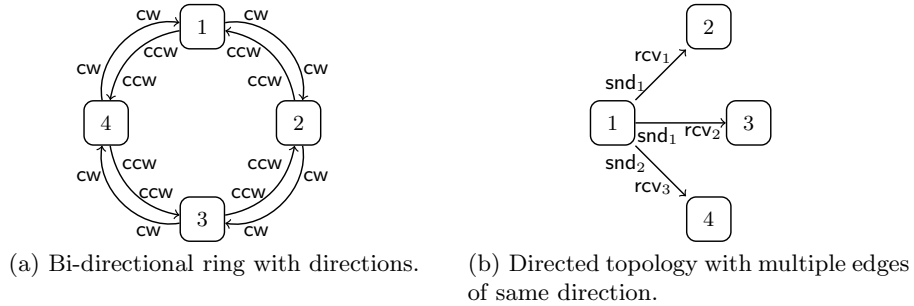 cw
1
cw
ccw
ccw
cw
ccw
ccw
cw
4
2
ccw
ccw
cw
ccw
ccw
cw
cw
3
cw
(a) Bi-directional ring with directions.
2
rcv1
snd1
1
3
snd1
rcv2
snd2
rcv3
4
(b) Directed topology with multiple edges
of same direction.